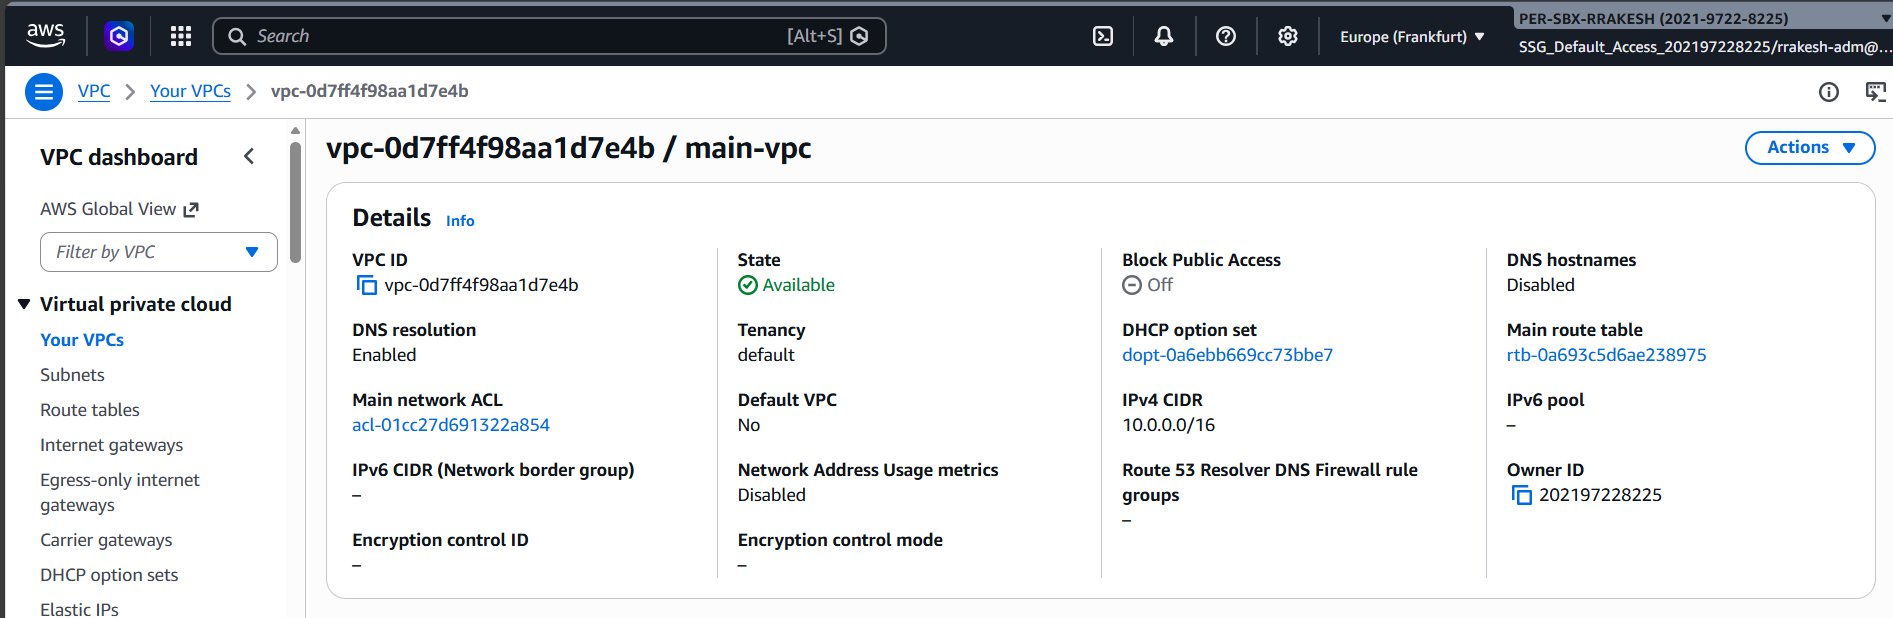 aws
Search
[Alt+S]
Europe (Frankfurt)
PER-SBX-RRAKESH (2021-9722-8225)
SSG_Default_Access_202197228225/rrakesh-adm@...
VPC
Your VPCs
vpc-0d7ff4f98aa1d7e4b
VPC dashboard
AWS Global View
Filter by VPC
Virtual private cloud
Your VPCs
Subnets
Route tables
Internet gateways
Egress-only internet
gateways
Carrier gateways
DHCP option sets
Elastic IPs
vpc-0d7ff4f98aa1d7e4b / main-vpc
Actions
Details
Info
VPC ID
vpc-0d7ff4f98aa1d7e4b
State
Available
Block Public Access
Off
DNS hostnames
Disabled
DNS resolution
Enabled
Tenancy
default
DHCP option set
dopt-0a6ebb669cc73bbe7
Main route table
rtb-0a693c5d6ae238975
Main network ACL
acl-01cc27d691322a854
Default VPC
No
IPv4 CIDR
10.0.0.0/16
IPv6 pool
–
IPv6 CIDR (Network border group)
–
Network Address Usage metrics
Disabled
Route 53 Resolver DNS Firewall rule
groups
–
Owner ID
202197228225
Encryption control ID
–
Encryption control mode
–